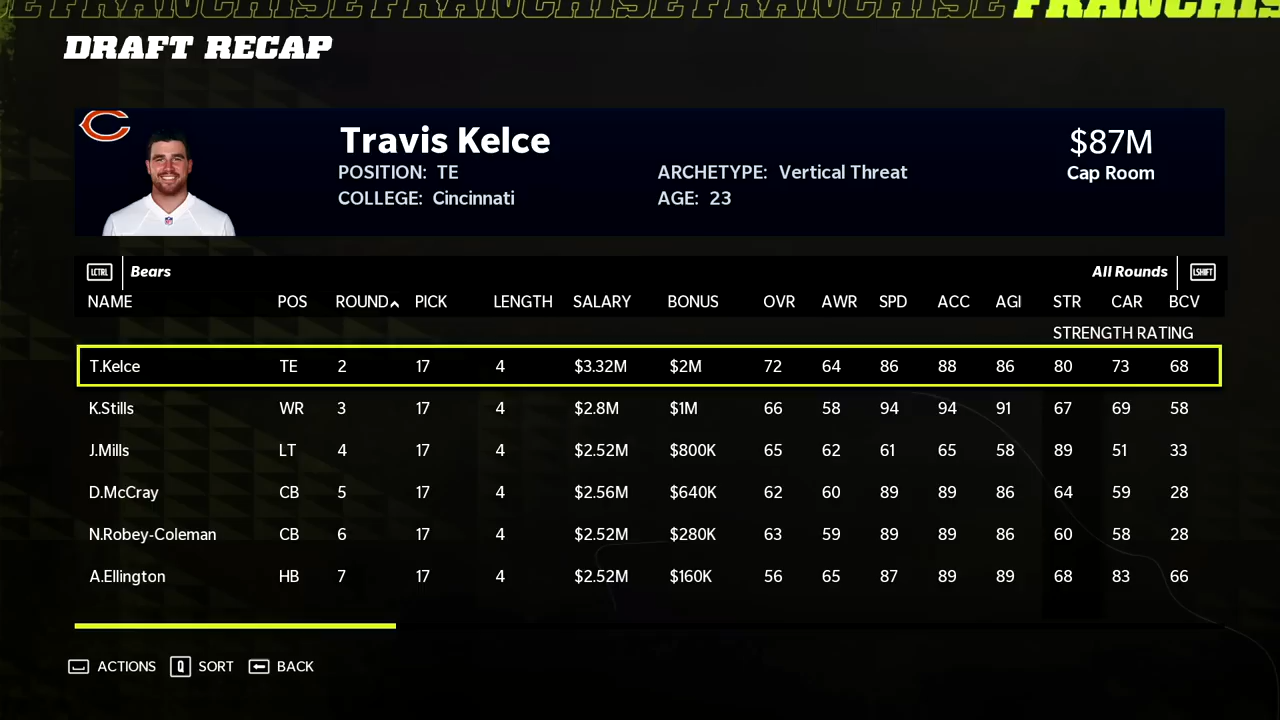 FRANCHISE FRANCHISE FRANCHISE FRANCHIS
DRAFT RECAP
Travis Kelce
POSITION: TE ARCHETYPE: Vertical Threat
COLLEGE: Cincinnati AGE: 23
$87M
Cap Room
LCTRL Bears All Rounds LSHIFT
NAME POS ROUND PICK LENGTH SALARY BONUS OVR AWR SPD ACC AGI STR CAR BCV
STRENGTH RATING
T.Kelce TE 2 17 4 $3.32M $2M 72 64 86 88 86 80 73 68
K.Stills WR 3 17 4 $2.8M $1M 66 58 94 94 91 67 69 58
J.Mills LT 4 17 4 $2.52M $800K 65 62 61 65 58 89 51 33
D.McCray CB 5 17 4 $2.56M $640K 62 60 89 89 86 64 59 28
N.Robey-Coleman CB 6 17 4 $2.52M $280K 63 59 89 89 86 60 58 28
A.Ellington HB 7 17 4 $2.52M $160K 56 65 87 89 89 68 83 66
ACTIONS Q SORT BACK